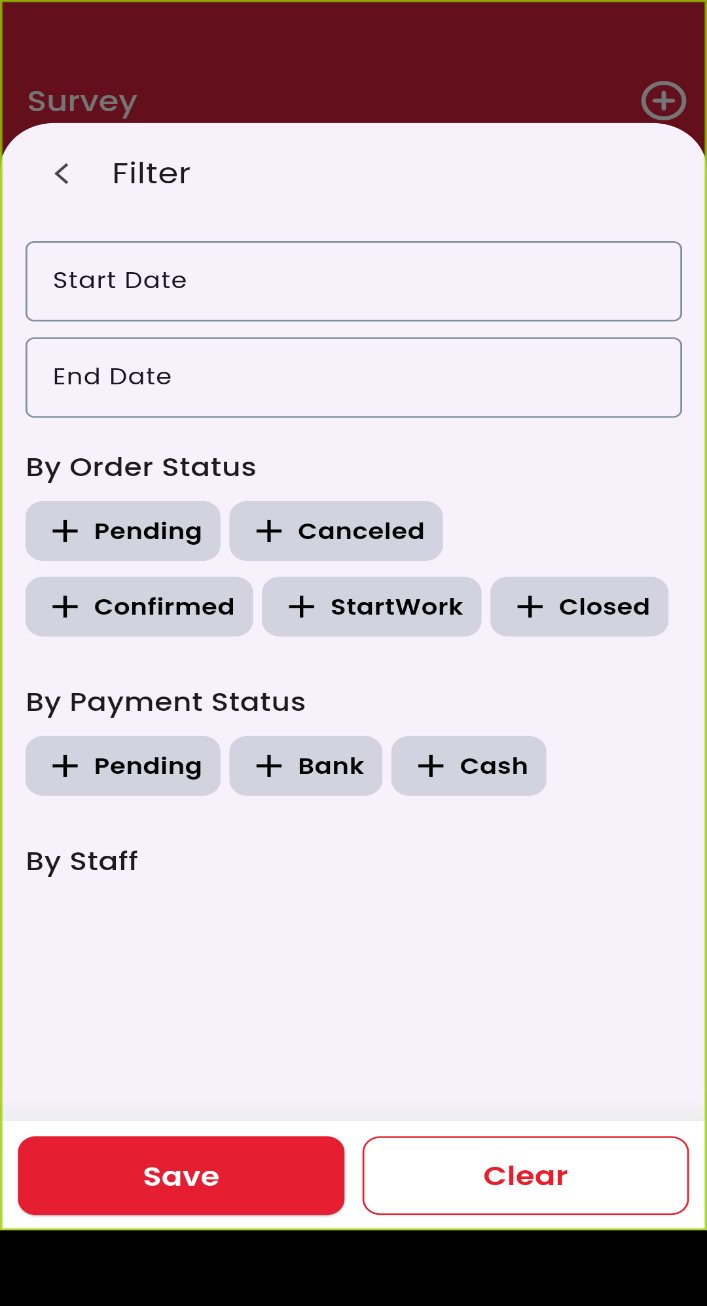 Survey
Filter
Start Date
End Date
By Order Status
Pending Canceled
Confirmed StartWork Closed
By Payment Status
Pending Bank Cash
By Staff
Save Clear